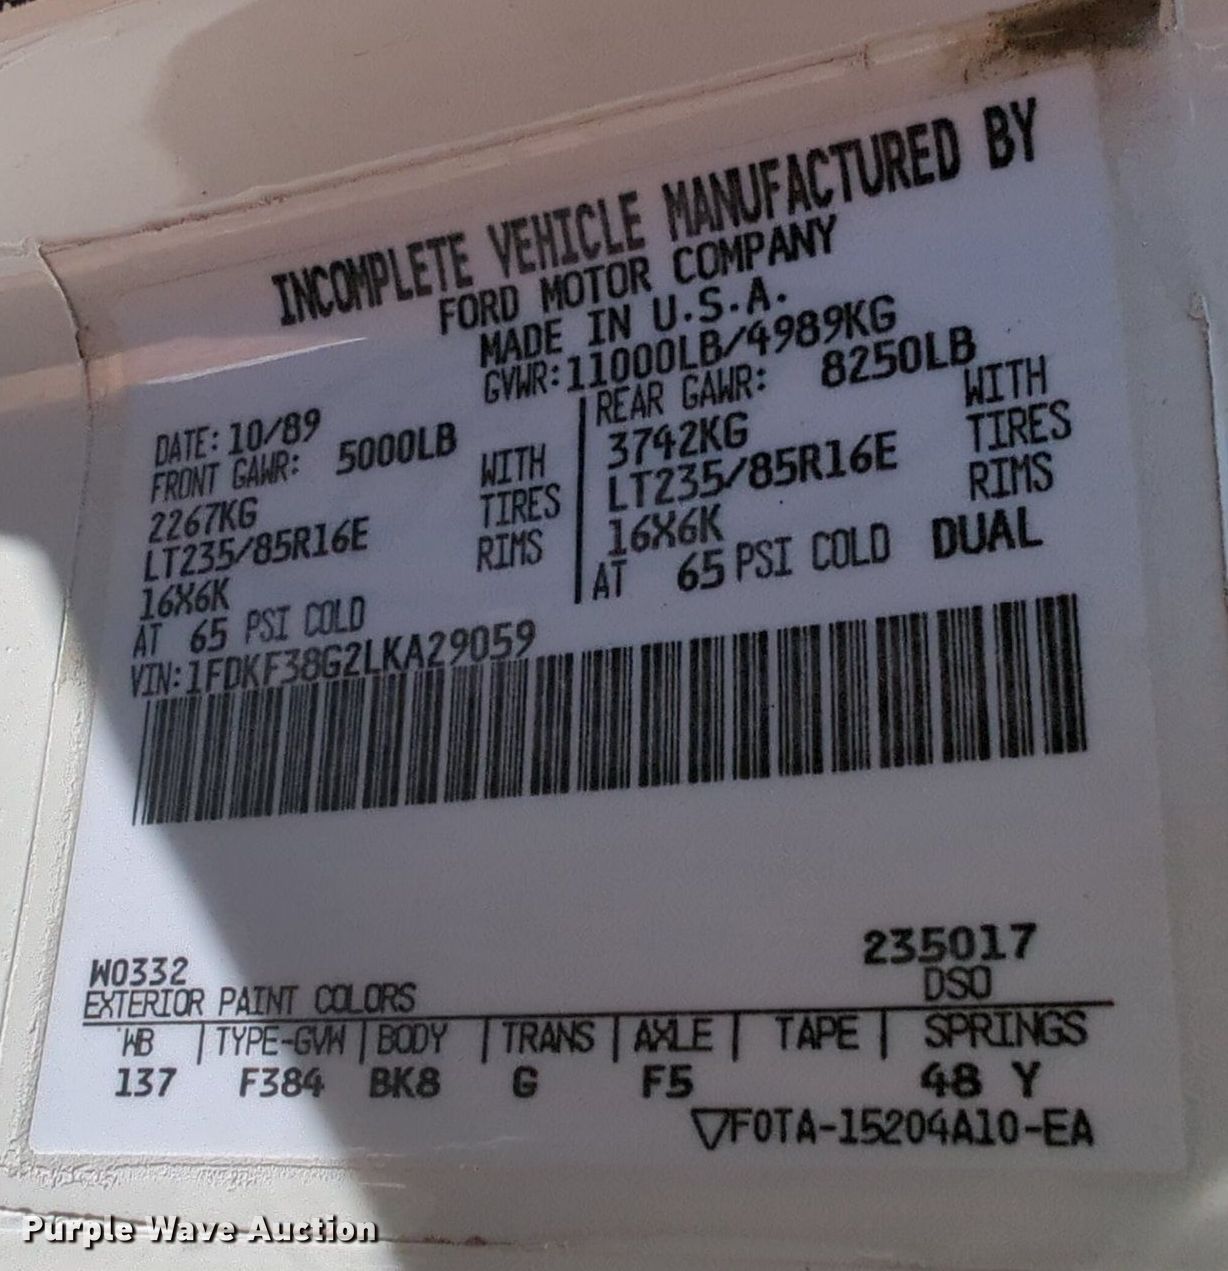 INCOMPLETE VEHICLE MANUFACTURED BY
FORD MOTOR COMPANY
MADE IN U.S.A.
GVWR:11000LB/4989KG
DATE: 10/89
FRONT GAWR: 5000LB
2267KG WITH
LT235/85R16E TIRES
16X6K RIMS
AT 65 PSI COLD
REAR GAWR: 8250LB
3742KG WITH
LT235/85R16E TIRES
16X6K RIMS
AT 65 PSI COLD DUAL
VIN:1FDKF38G2LKA29059
235017
W0332 DSO
EXTERIOR PAINT COLORS
WB | TYPE-GVW | BODY | TRANS | AXLE | TAPE | SPRINGS
137 F384 BK8 G F5 48 Y
▽F0TA-15204A10-EA
Purple Wave Auction